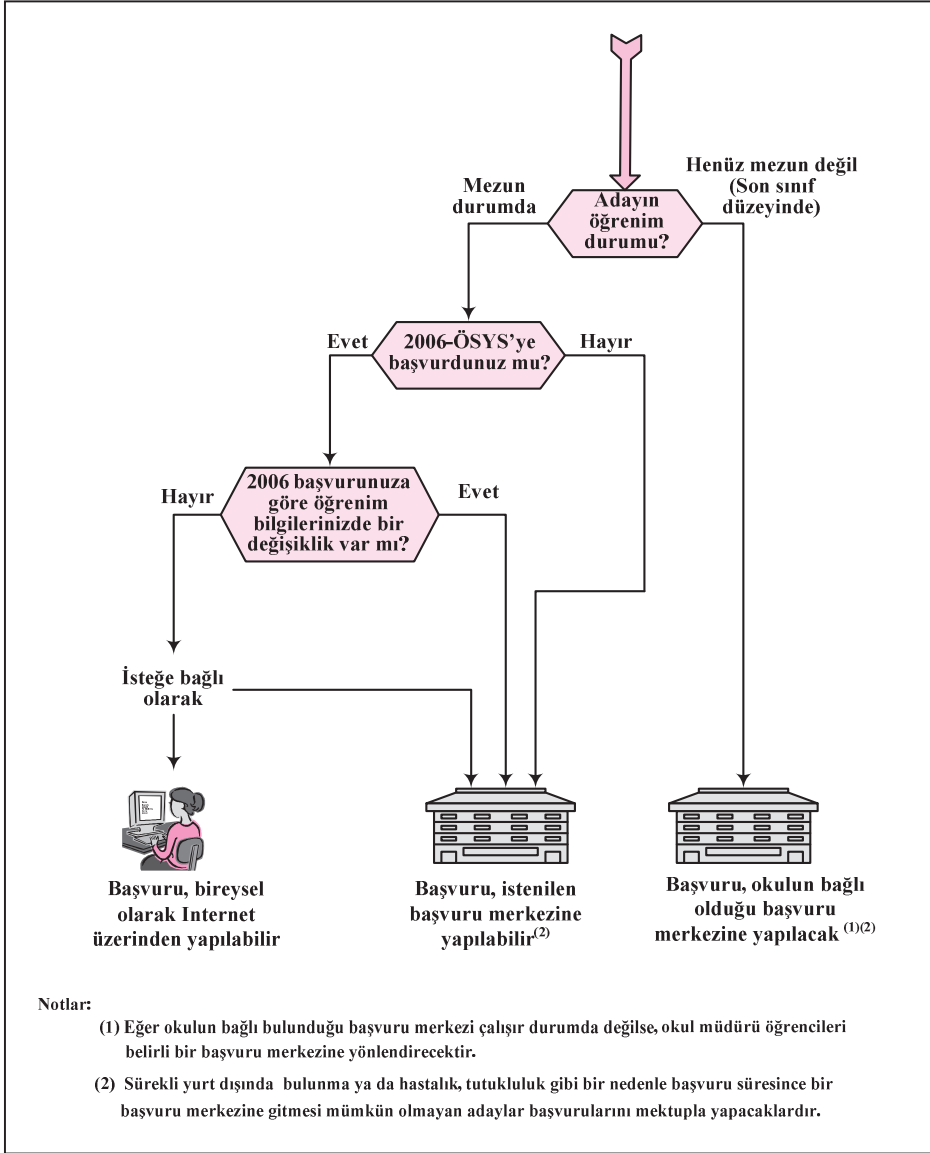 Henüz mezun değil
(Son sınıf
düzeyinde)
Mezun
durumda
Adayın
öğrenim
durumu?
Evet
2006-ÖSYS’ye
başvurdunuz mu?
Hayır
Hayır
2006 başvurunuza
göre öğrenim
bilgilerinizde bir
değişiklik var mı?
Evet
İsteğe bağlı
olarak
Başvuru, bireysel
olarak Internet
üzerinden yapılabilir
Başvuru, istenilen
başvuru merkezine
yapılabilir(2)
Başvuru, okulun bağlı
olduğu başvuru
merkezine yapılacak (1)(2)
Notlar:
(1) Eğer okulun bağlı bulunduğu başvuru merkezi çalışır durumda değilse, okul müdürü öğrencileri
belirli bir başvuru merkezine yönlendirecektir.
(2) Sürekli yurt dışında bulunma ya da hastalık, tutukluluk gibi bir nedenle başvuru süresince bir
başvuru merkezine gitmesi mümkün olmayan adaylar başvurularını mektupla yapacaklardır.